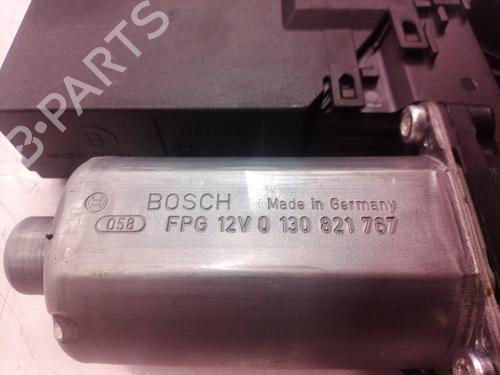 B-PARTS
BOSCH Made in Germany
058 FPG 12V 0 130 821 767